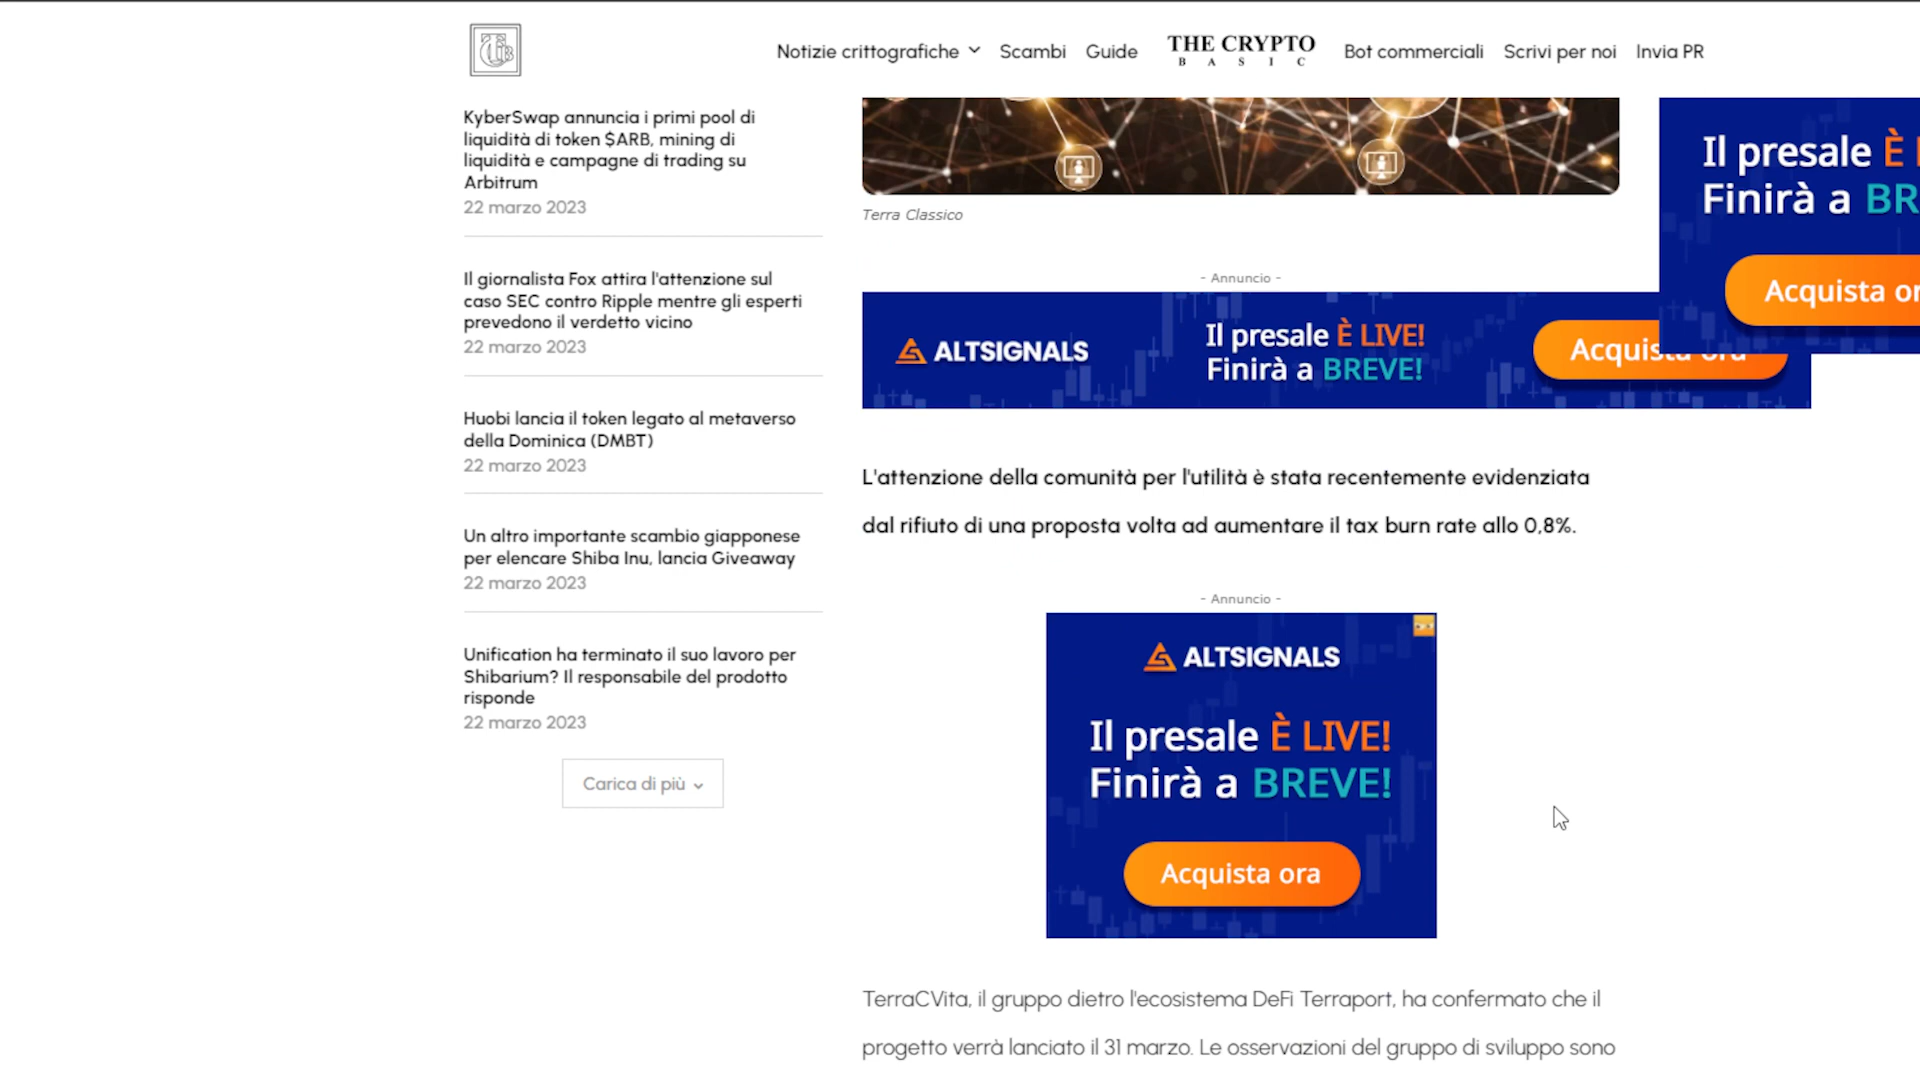 Notizie crittografiche
Scambi
Guide
THE CRYPTO
BASIC
Bot commerciali
Scrivi per noi
Invia PR
KyberSwap annuncia i primi pool di
liquidità di token $ARB, mining di
liquidità e campagne di trading su
Arbitrum
22 marzo 2023
Il giornalista Fox attira l'attenzione sul
caso SEC contro Ripple mentre gli esperti
prevedono il verdetto vicino
22 marzo 2023
Huobi lancia il token legato al metaverso
della Dominica (DMBT)
22 marzo 2023
Un altro importante scambio giapponese
per elencare Shiba Inu, lancia Giveaway
22 marzo 2023
Unification ha terminato il suo lavoro per
Shibarium? Il responsabile del prodotto
risponde
22 marzo 2023
Carica di più
Terra Classico
- Annuncio -
ALTSIGNALS
Il presale È LIVE!
Finirà a BREVE!
Acquista ora
Il presale È
Finirà a BR
Acquista or
L'attenzione della comunità per l'utilità è stata recentemente evidenziata
dal rifiuto di una proposta volta ad aumentare il tax burn rate allo 0,8%.
- Annuncio -
ALTSIGNALS
Il presale È LIVE!
Finirà a BREVE!
Acquista ora
TerraCVita, il gruppo dietro l'ecosistema DeFi Terraport, ha confermato che il
progetto verrà lanciato il 31 marzo. Le osservazioni del gruppo di sviluppo sono